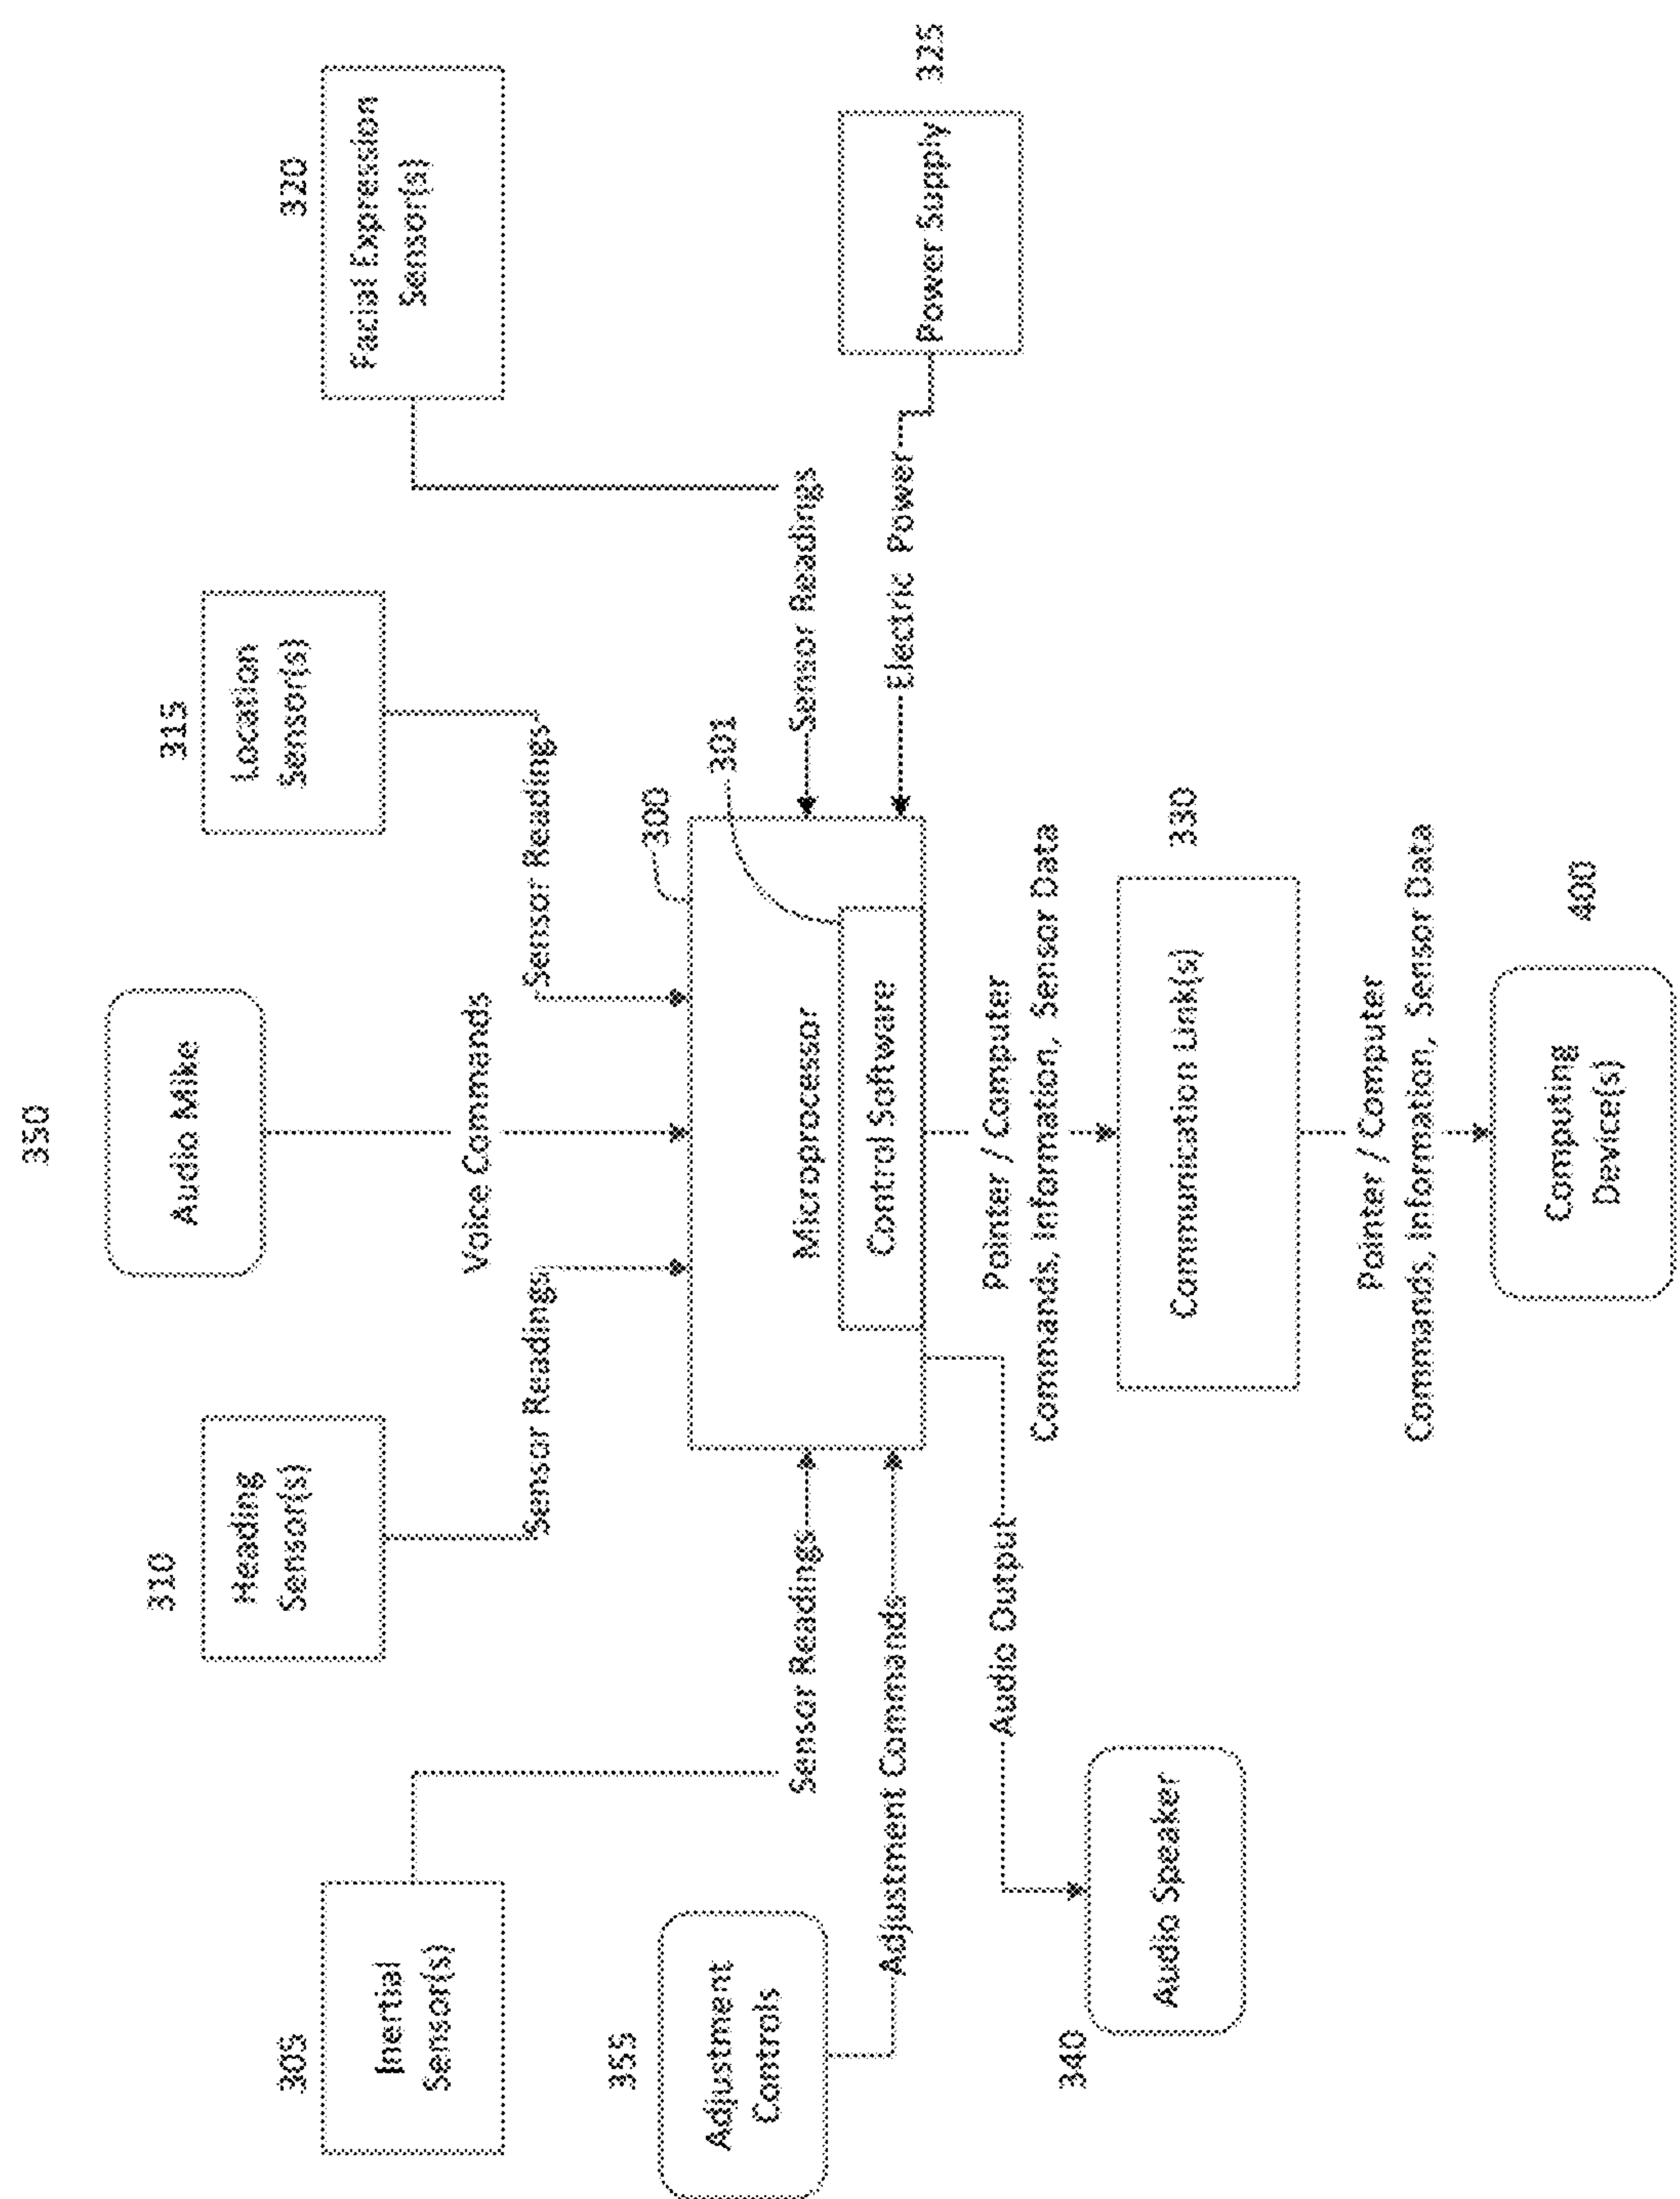 350
Audio Mike
Voice Commands
310
Heading
Sensor(s)
Sensor Readings
315
Location
Sensor(s)
Sensor Readings
305
Inertial
Sensor(s)
Sensor Readings
320
Facial Expression
Sensor(s)
Sensor Readings
355
Adjustment
Controls
Adjustment Commands
300
301
Microprocessor
Control Software
Power Supply
325
Electric Power
Audio Output
340
Audio Speaker
Pointer / Computer
Commands, Information, Sensor Data
330
Communication Link(s)
Pointer / Computer
Commands, Information, Sensor Data
400
Computing
Device(s)